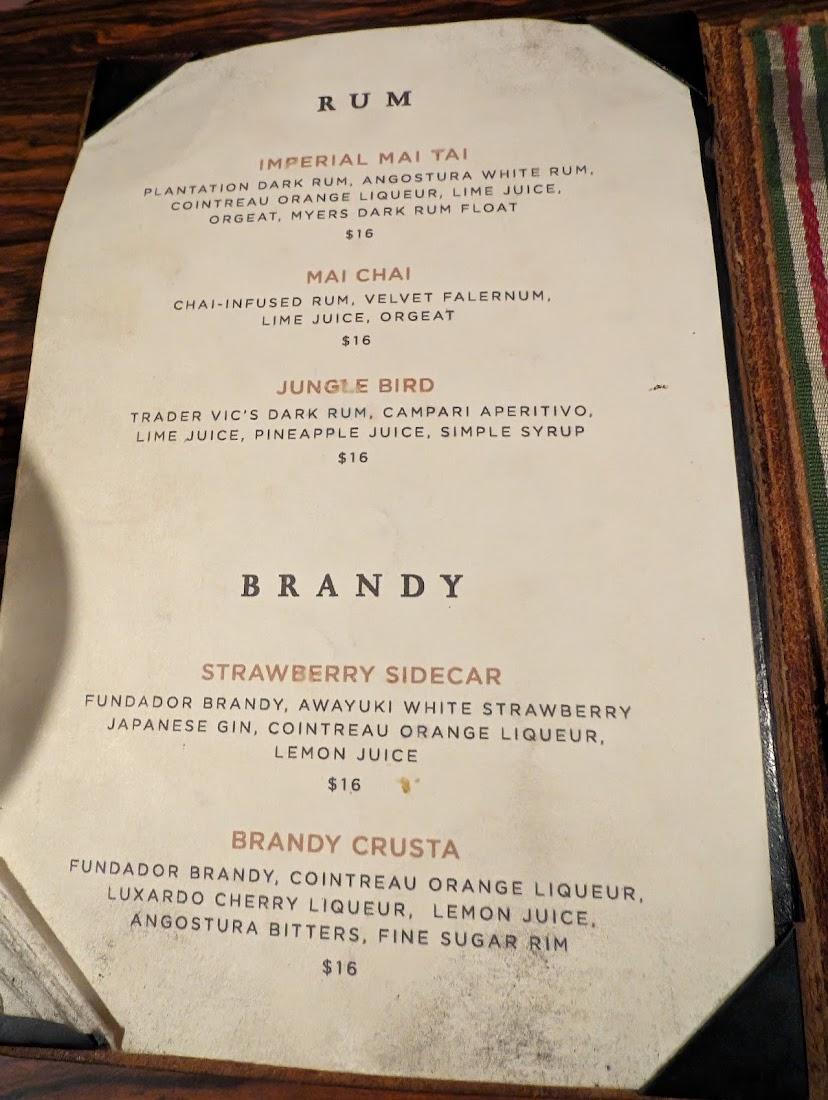 RUM
IMPERIAL MAI TAI
PLANTATION DARK RUM, ANGOSTURA WHITE RUM,
COINTREAU ORANGE LIQUEUR, LIME JUICE,
ORGEAT, MYERS DARK RUM FLOAT
$16
MAI CHAI
CHAI-INFUSED RUM, VELVET FALERNUM,
LIME JUICE, ORGEAT
$16
JUNGLE BIRD
TRADER VIC'S DARK RUM, CAMPARI APERITIVO,
LIME JUICE, PINEAPPLE JUICE, SIMPLE SYRUP
$16
BRANDY
STRAWBERRY SIDECAR
FUNDADOR BRANDY, AWAYUKI WHITE STRAWBERRY
JAPANESE GIN, COINTREAU ORANGE LIQUEUR,
LEMON JUICE
$16
BRANDY CRUSTA
FUNDADOR BRANDY, COINTREAU ORANGE LIQUEUR,
LUXARDO CHERRY LIQUEUR, LEMON JUICE,
ANGOSTURA BITTERS, FINE SUGAR RIM
$16